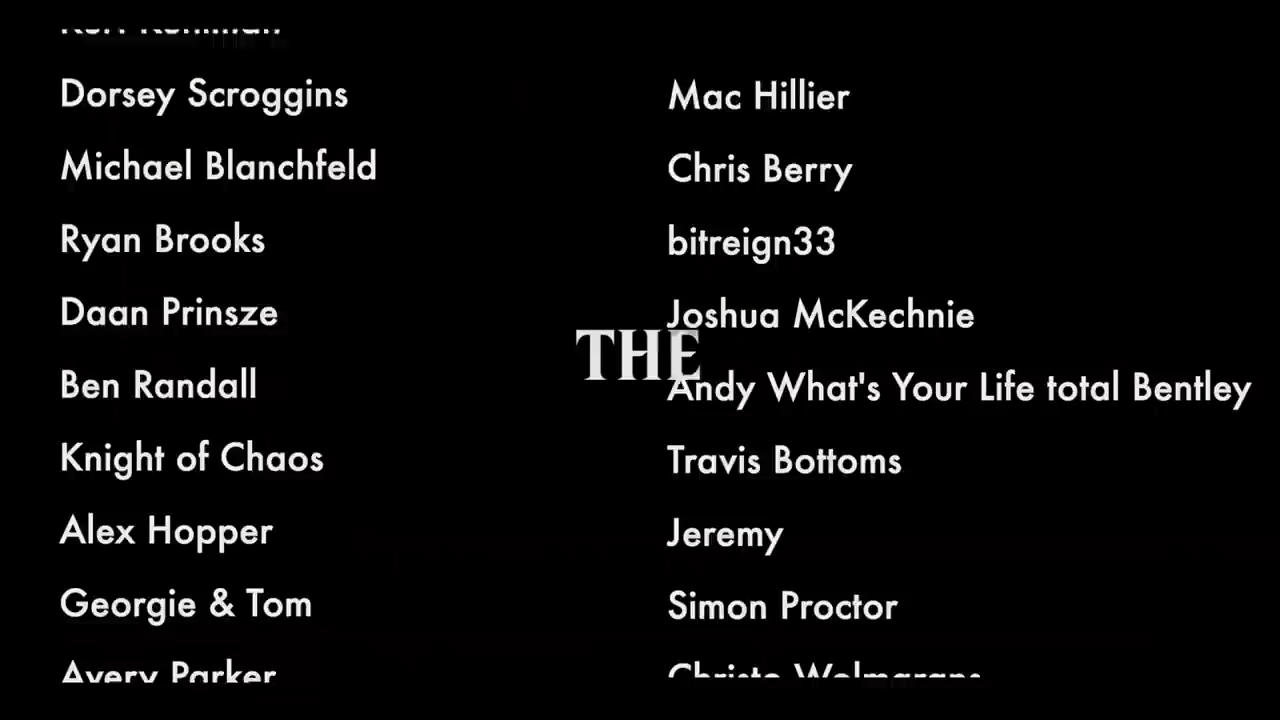 Dorsey Scroggins
Michael Blanchfeld
Ryan Brooks
Daan Prinsze
Ben Randall
Knight of Chaos
Alex Hopper
Georgie & Tom
Avery Parker
Mac Hillier
Chris Berry
bitreign33
Joshua McKechnie
THE
Andy What's Your Life total Bentley
Travis Bottoms
Jeremy
Simon Proctor